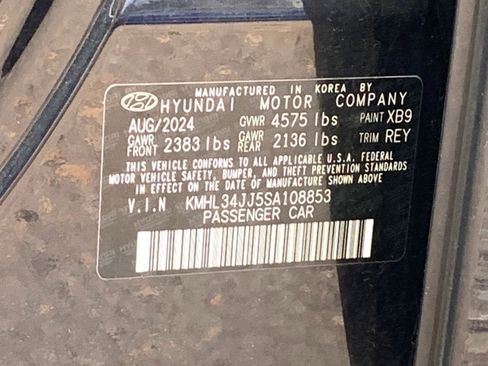 MANUFACTURED IN KOREA BY
HYUNDAI MOTOR COMPANY
AUG/2024 GVWR 4575 lbs PAINT XB9
GAWR FRONT 2383 lbs GAWR REAR 2136 lbs TRIM REY
THIS VEHICLE CONFORMS TO ALL APPLICABLE U.S.A. FEDERAL
MOTOR VEHICLE SAFETY, BUMPER, AND THEFT PREVENTION STANDARDS
IN EFFECT ON THE DATE OF MANUFACTURE SHOWN ABOVE.
V.I.N KMHL34JJ5SA108853
PASSENGER CAR